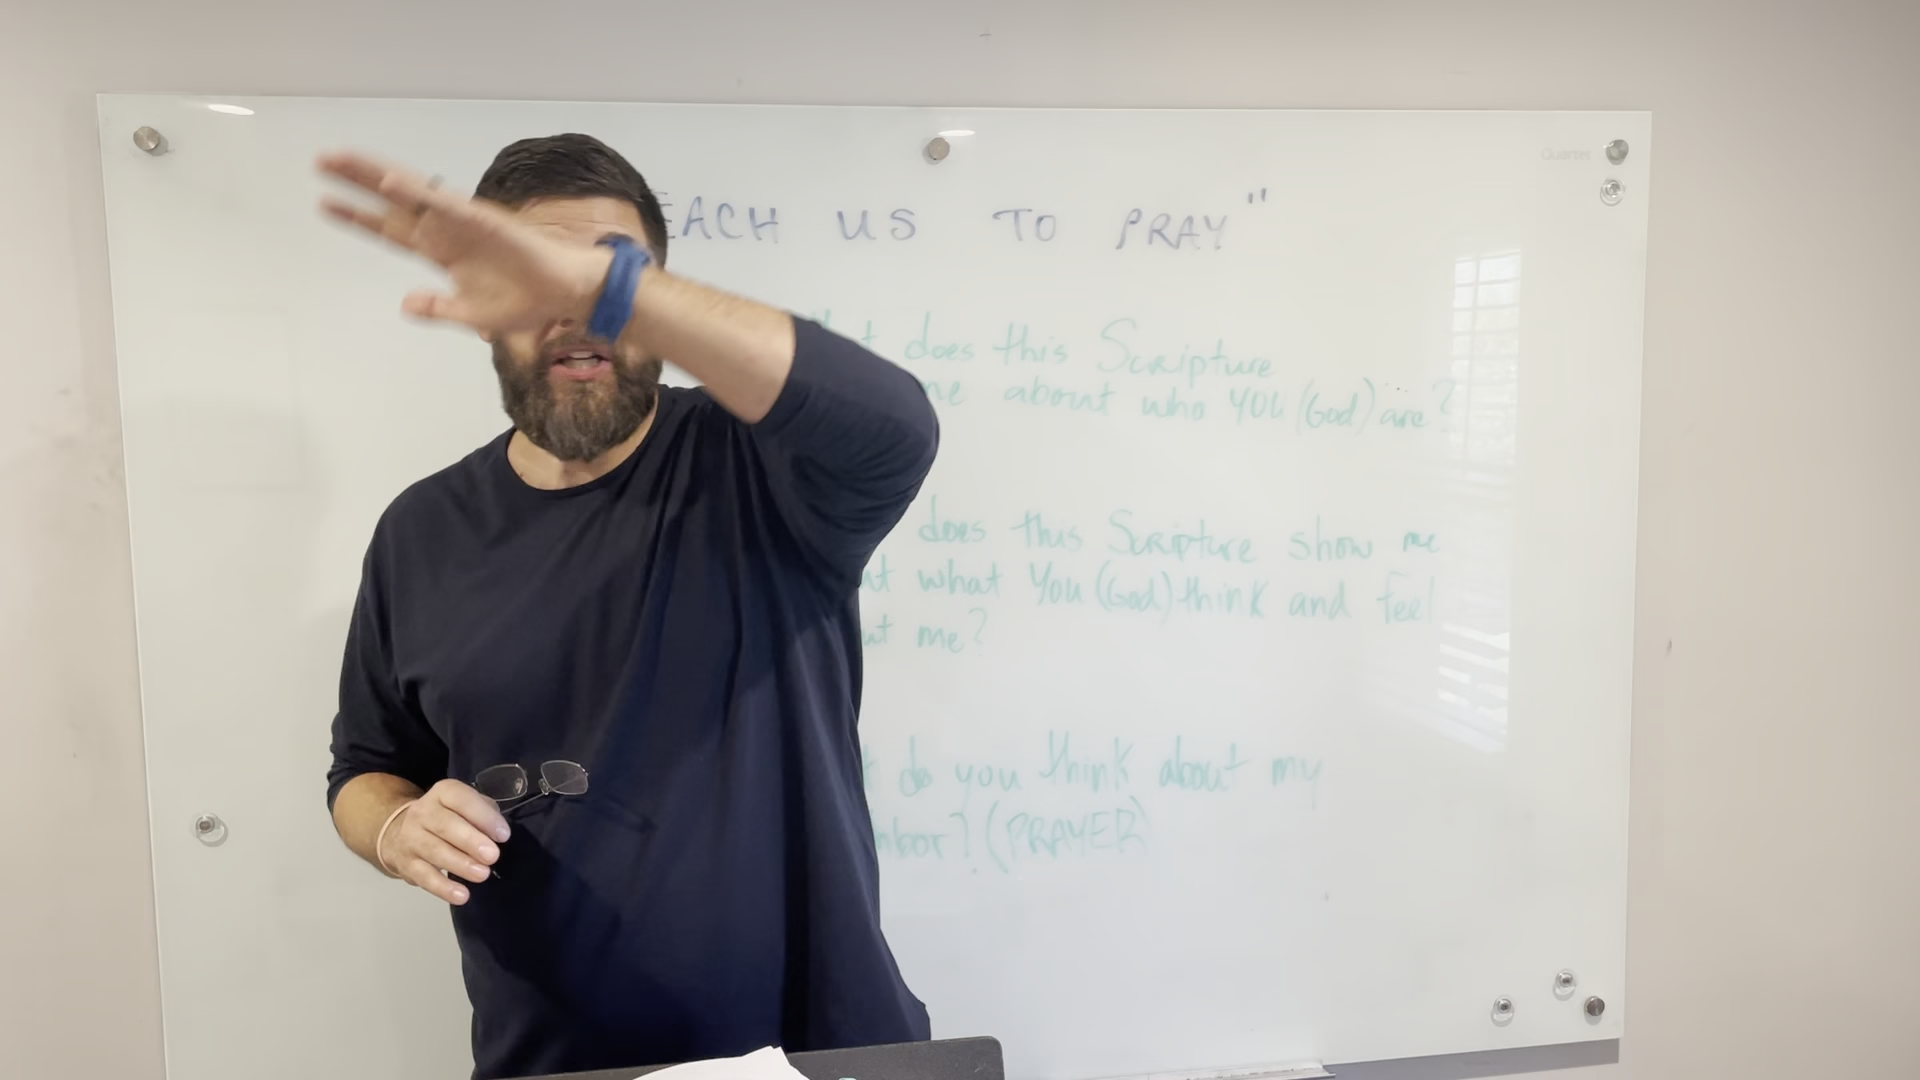 EACH US TO PRAY"
does this Scripture
me about who YOU (God) are?
does this Scripture show me
what You (God) think and feel
me?
do you think about my
(PRAYER)
Quarter